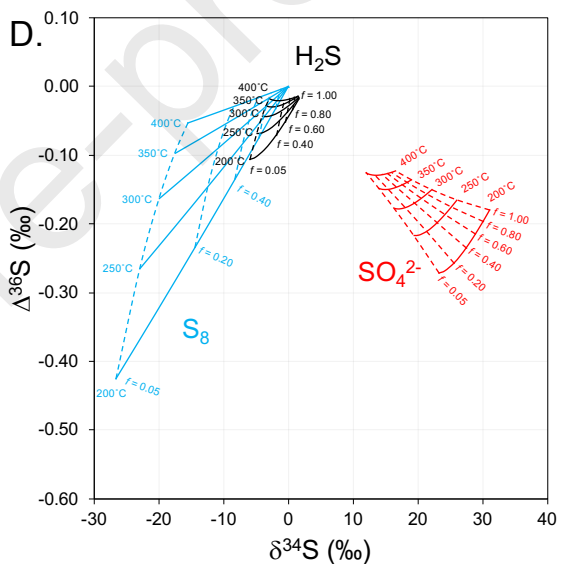 D.
0.10
0.00
-0.10
-0.20
-0.30
-0.40
-0.50
-0.60
Δ³⁶S (‰)
-30 -20 -10 0 10 20 30 40
δ³⁴S (‰)
H₂S
400˚C
350˚C
300˚C
250˚C
200˚C
f = 1.00
f = 0.80
f = 0.60
f = 0.40
f = 0.05
S₈
400˚C
350˚C
300˚C
250˚C
200˚C
f = 0.40
f = 0.20
f = 0.05
SO₄²⁻
400˚C
350˚C
300˚C
250˚C
200˚C
f = 1.00
f = 0.80
f = 0.60
f = 0.40
f = 0.20
f = 0.05
e-pr